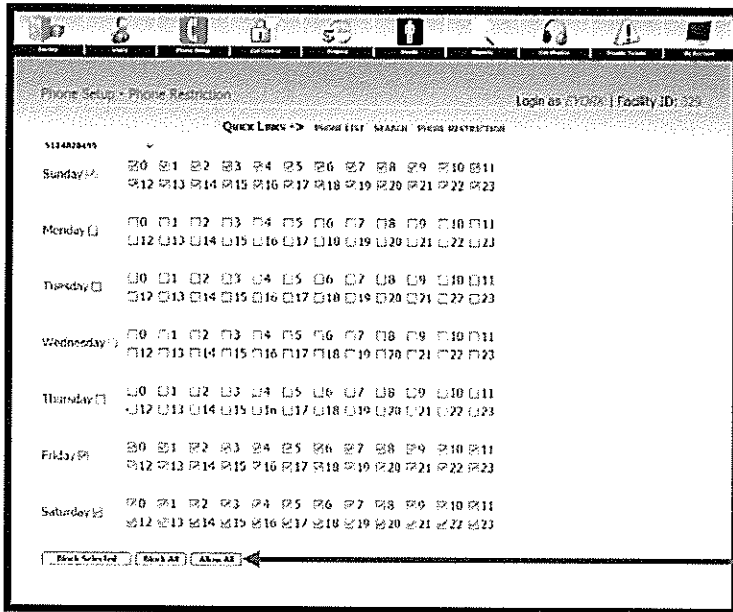 Phone Setup • Phone Restriction
Login as | Facility ID:
QUICK LINKS -> PHONE LIST SEARCH PHONE RESTRICTION
Sunday
0 1 2 3 4 5 6 7 8 9 10 11
12 13 14 15 16 17 18 19 20 21 22 23
Monday
0 1 2 3 4 5 6 7 8 9 10 11
12 13 14 15 16 17 18 19 20 21 22 23
Tuesday
0 1 2 3 4 5 6 7 8 9 10 11
12 13 14 15 16 17 18 19 20 21 22 23
Wednesday
0 1 2 3 4 5 6 7 8 9 10 11
12 13 14 15 16 17 18 19 20 21 22 23
Thursday
0 1 2 3 4 5 6 7 8 9 10 11
12 13 14 15 16 17 18 19 20 21 22 23
Friday
0 1 2 3 4 5 6 7 8 9 10 11
12 13 14 15 16 17 18 19 20 21 22 23
Saturday
0 1 2 3 4 5 6 7 8 9 10 11
12 13 14 15 16 17 18 19 20 21 22 23
Block Selected Block All Allow All